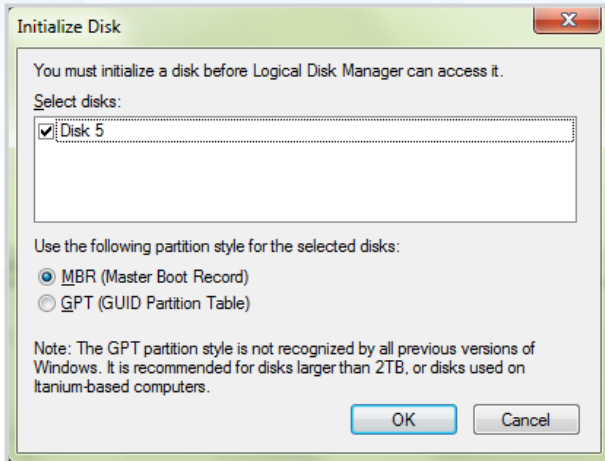 Initialize Disk
You must initialize a disk before Logical Disk Manager can access it.
Select disks:
Disk 5
Use the following partition style for the selected disks:
MBR (Master Boot Record)
GPT (GUID Partition Table)
Note: The GPT partition style is not recognized by all previous versions of
Windows. It is recommended for disks larger than 2TB, or disks used on
Itanium-based computers.
OK Cancel